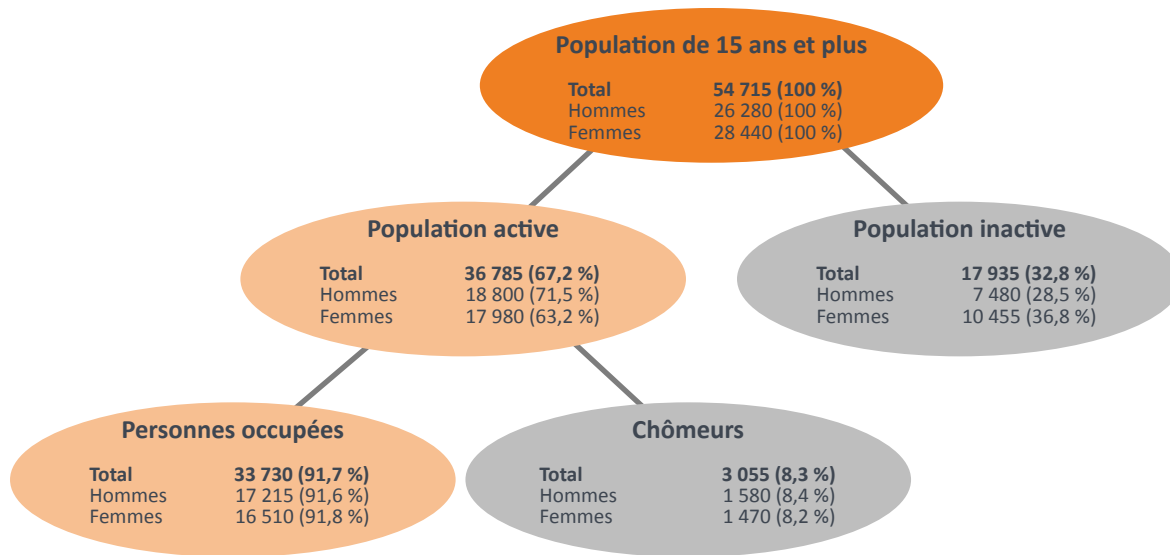 Population de 15 ans et plus
Total 54 715 (100 %)
Hommes 26 280 (100 %)
Femmes 28 440 (100 %)
Population active
Total 36 785 (67,2 %)
Hommes 18 800 (71,5 %)
Femmes 17 980 (63,2 %)
Population inactive
Total 17 935 (32,8 %)
Hommes 7 480 (28,5 %)
Femmes 10 455 (36,8 %)
Personnes occupées
Total 33 730 (91,7 %)
Hommes 17 215 (91,6 %)
Femmes 16 510 (91,8 %)
Chômeurs
Total 3 055 (8,3 %)
Hommes 1 580 (8,4 %)
Femmes 1 470 (8,2 %)